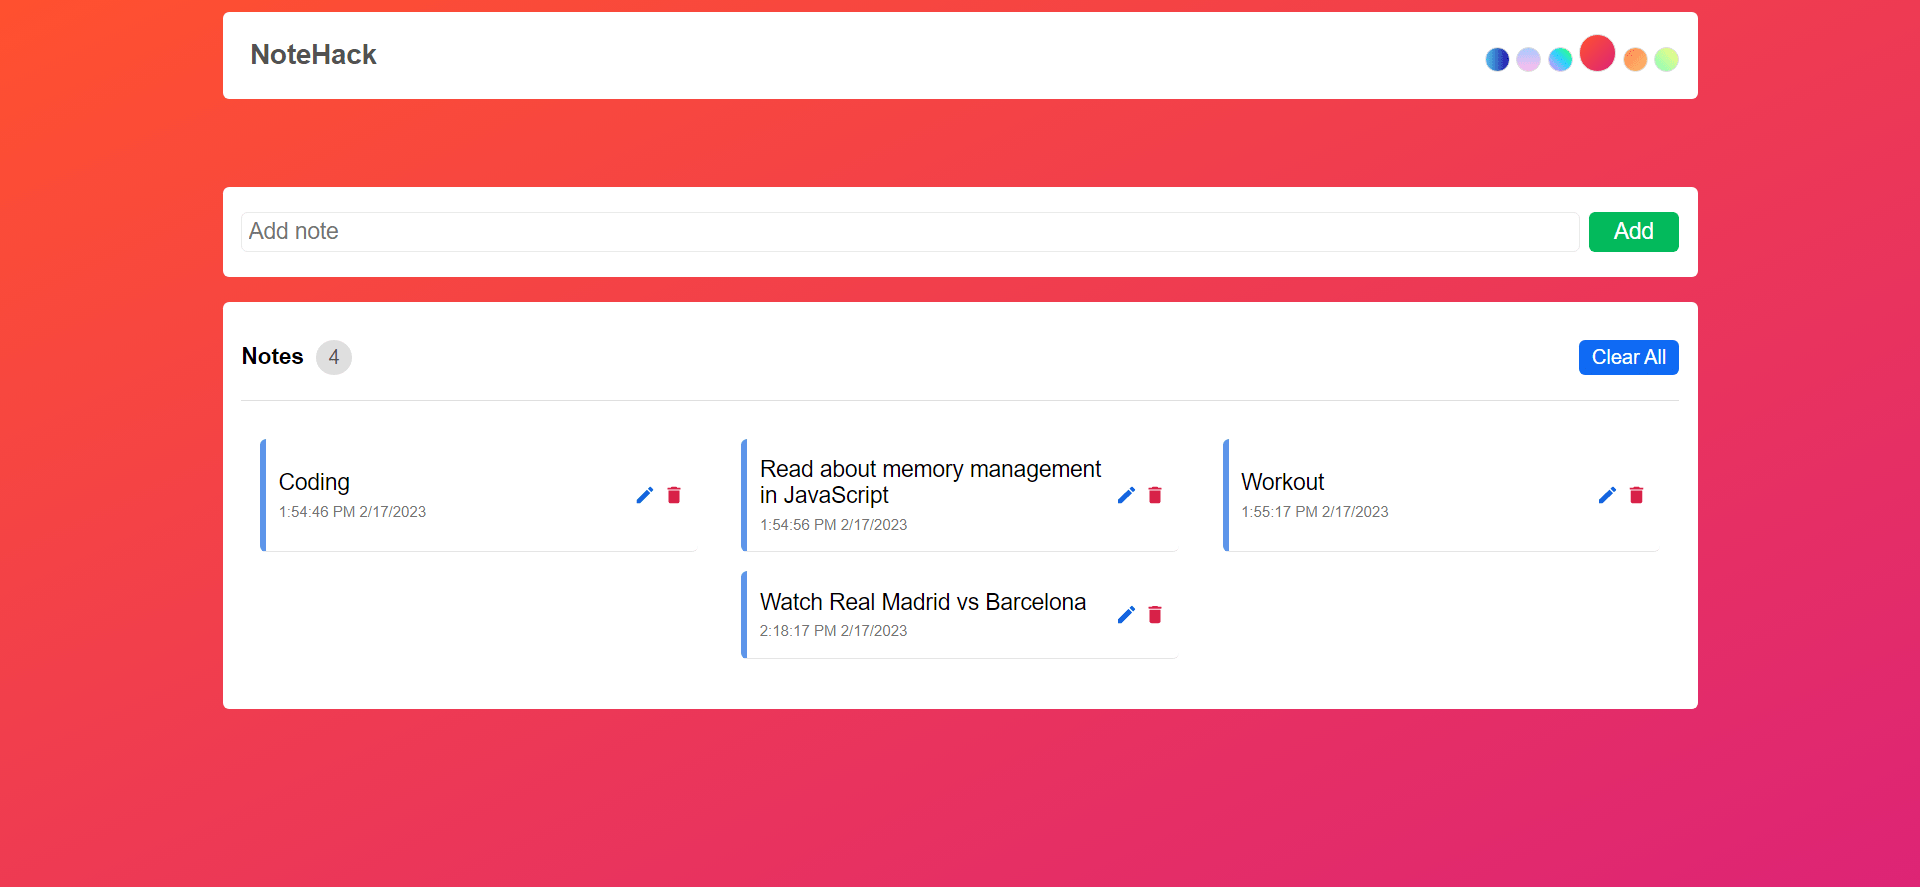 NoteHack
Add note
Add
Notes
4
Clear All
Coding
1:54:46 PM 2/17/2023
Read about memory management
in JavaScript
1:54:56 PM 2/17/2023
Workout
1:55:17 PM 2/17/2023
Watch Real Madrid vs Barcelona
2:18:17 PM 2/17/2023